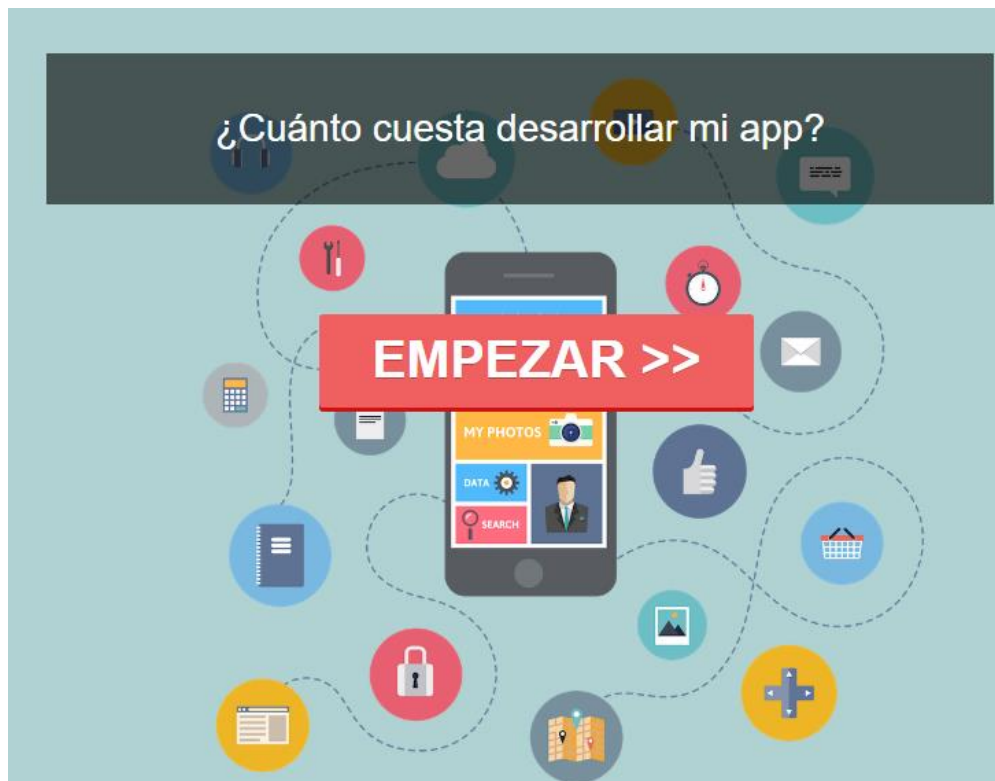 ¿Cuánto cuesta desarrollar mi app?
EMPEZAR >>
MY PHOTOS
DATA
SEARCH